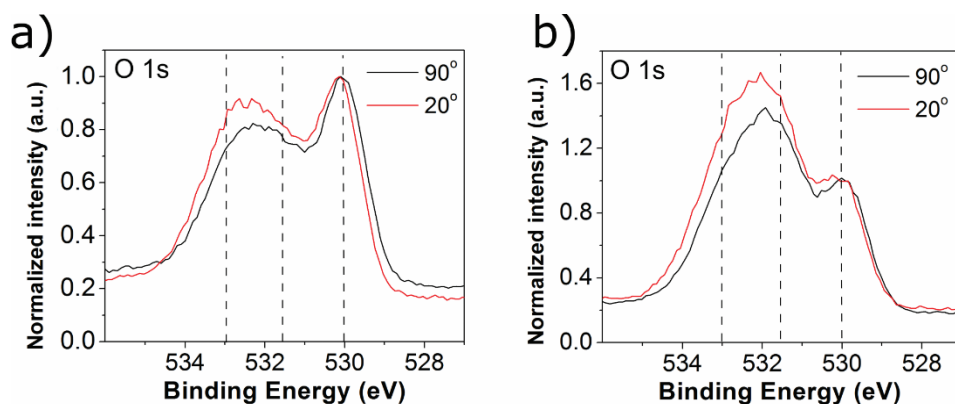 a)
O 1s
90°
20°
Normalized intensity (a.u.)
1.0
0.8
0.6
0.4
0.2
0.0
534
532
530
528
Binding Energy (eV)
b)
O 1s
90°
20°
Normalized intensity (a.u.)
1.6
1.2
0.8
0.4
0.0
534
532
530
528
Binding Energy (eV)